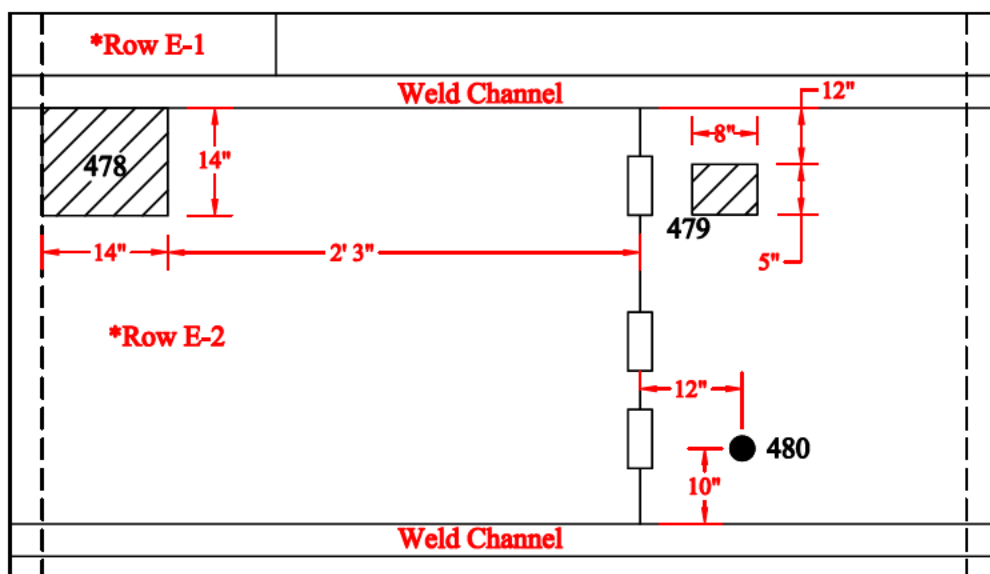 *Row E-1
Weld Channel
12"
8"
478
14"
479
14"
2' 3"
5"
*Row E-2
12"
480
10"
Weld Channel